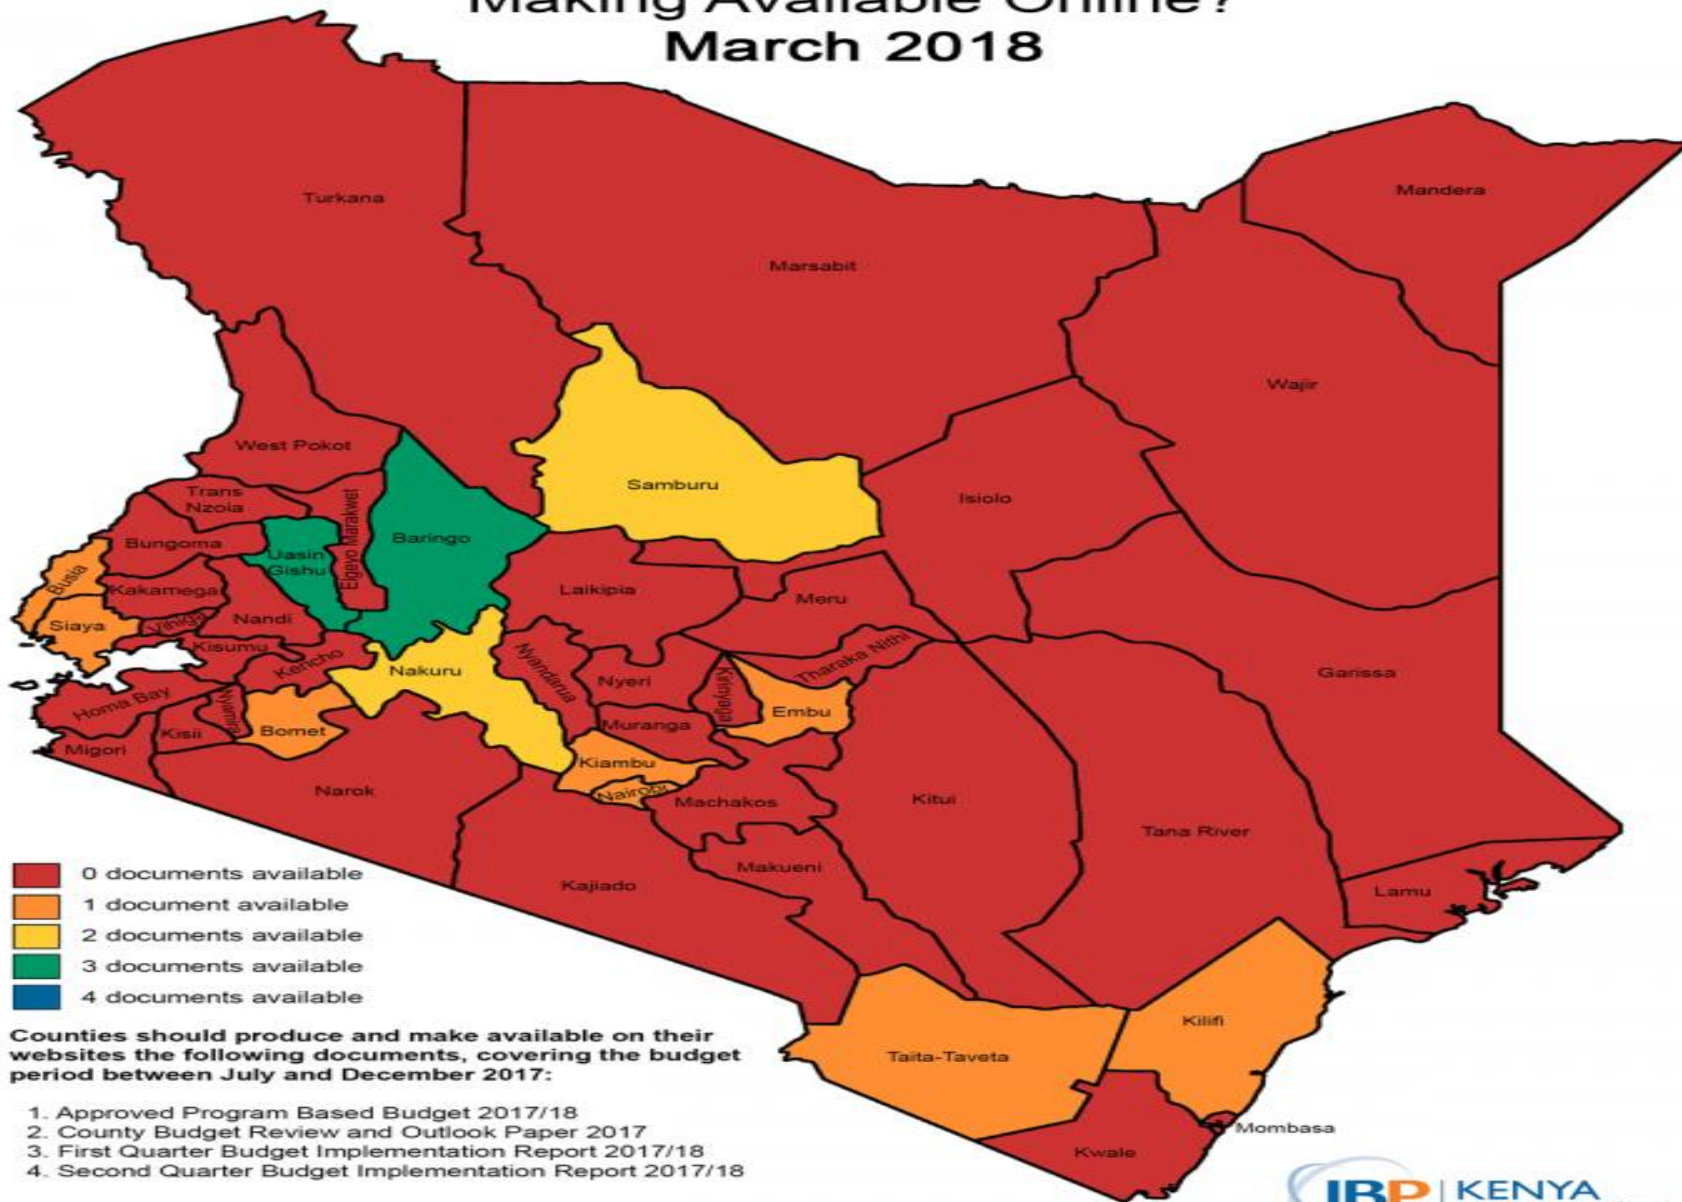 Making Available Online?
March 2018
Turkana
Marsabit
Mandera
Wajir
West Pokot
Samburu
Isiolo
Trans
Nzoia
Elgeyo Marakwet
Baringo
Bungoma
Uasin
Gishu
Busia
Kakamega
Laikipia
Meru
Siaya
Vihiga
Nandi
Kisumu
Kericho
Nakuru
Nyandarua
Nyeri
Kirinyaga
Tharaka Nithi
Garissa
Homa Bay
Nyamira
Kisii
Bomet
Muranga
Embu
Migori
Kiambu
Narok
Nairobi
Machakos
Kitui
Tana River
Makueni
Kajiado
Lamu
0 documents available
1 document available
2 documents available
3 documents available
4 documents available
Kilifi
Taita-Taveta
Mombasa
Kwale
Counties should produce and make available on their
websites the following documents, covering the budget
period between July and December 2017:
1. Approved Program Based Budget 2017/18
2. County Budget Review and Outlook Paper 2017
3. First Quarter Budget Implementation Report 2017/18
4. Second Quarter Budget Implementation Report 2017/18
IBP | KENYA